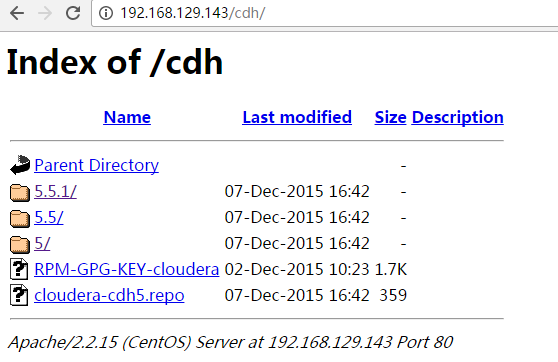 192.168.129.143/cdh/
Index of /cdh
Name Last modified Size Description
Parent Directory -
5.5.1/ 07-Dec-2015 16:42 -
5.5/ 07-Dec-2015 16:42 -
5/ 07-Dec-2015 16:42 -
RPM-GPG-KEY-cloudera 02-Dec-2015 10:23 1.7K
cloudera-cdh5.repo 07-Dec-2015 16:42 359
Apache/2.2.15 (CentOS) Server at 192.168.129.143 Port 80